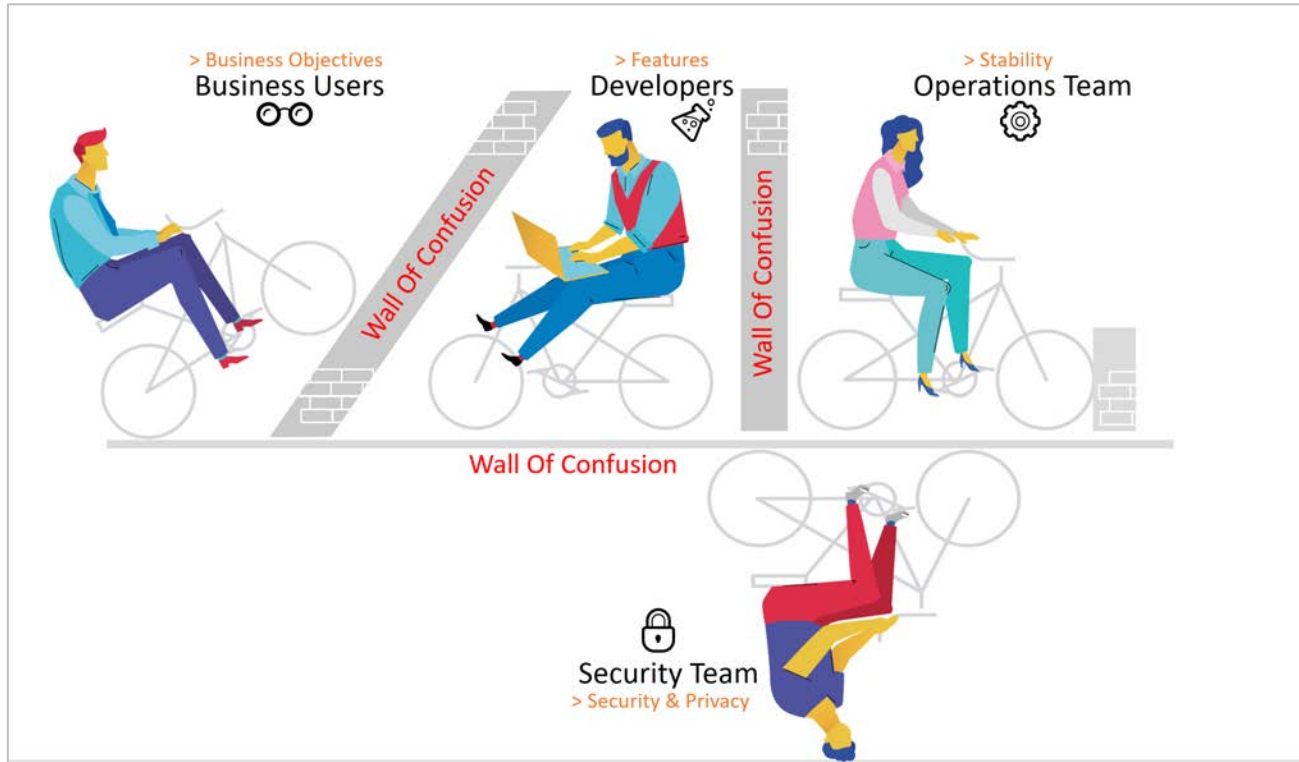 > Business Objectives
Business Users
> Features
Developers
> Stability
Operations Team
Wall Of Confusion
Wall Of Confusion
Wall Of Confusion
Security Team
> Security & Privacy